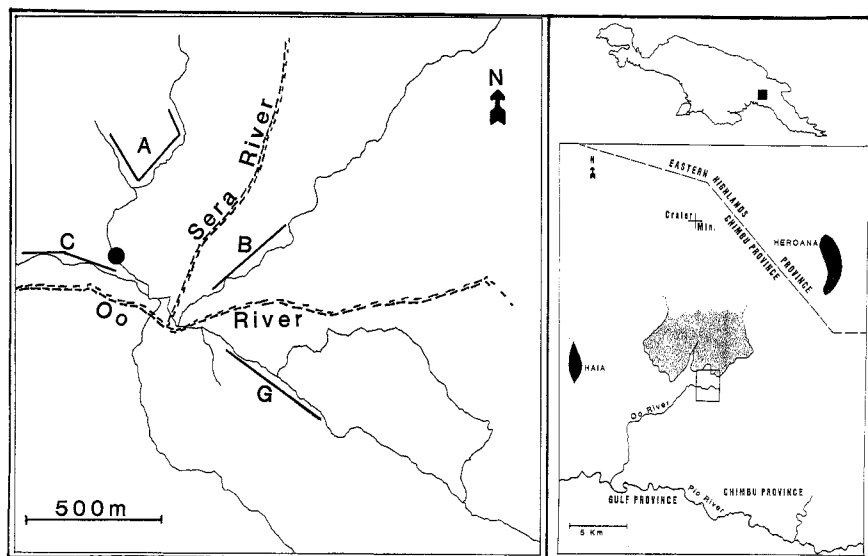 N
A
Sera River
B
C
Oo River
G
500m
N
EASTERN HIGHLANDS PROVINCE
CHIMBU PROVINCE
Crater Mtn.
HEROANA
HAIA
Oo River
Pio River
GULF PROVINCE
CHIMBU PROVINCE
5 Km